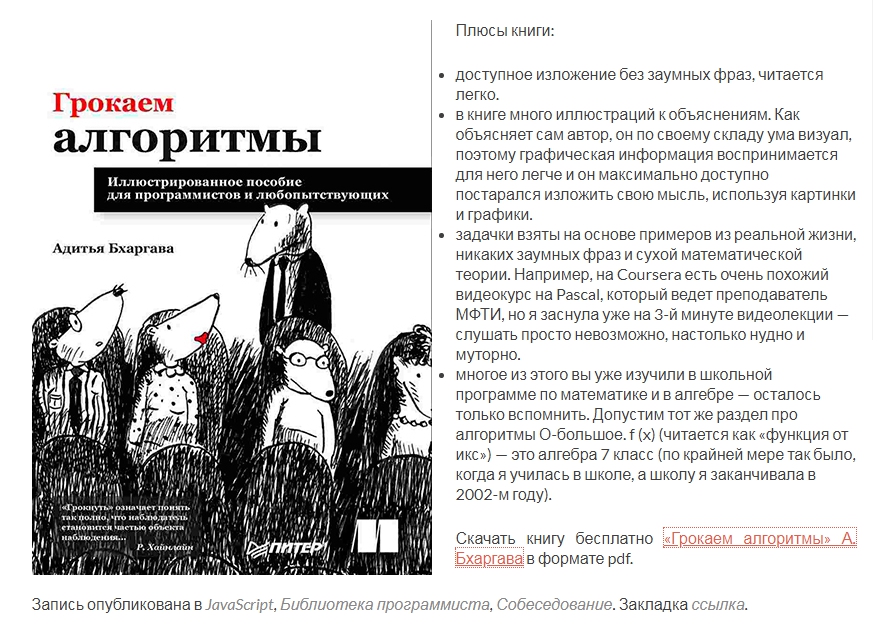 Грокаем
алгоритмы
Иллюстрированное пособие
для программистов и любопытствующих
Адитья Бхаргава
«Грокнуть» означает понять
так полно, что наблюдатель
становится частью объекта
наблюдения...
Р. Хайнлайн
ПИТЕР
Плюсы книги:
доступное изложение без заумных фраз, читается
легко.
в книге много иллюстраций к объяснениям. Как
объясняет сам автор, он по своему складу ума визуал,
поэтому графическая информация воспринимается
для него легче и он максимально доступно
постарался изложить свою мысль, используя картинки
и графики.
задачки взяты на основе примеров из реальной жизни,
никаких заумных фраз и сухой математической
теории. Например, на Coursera есть очень похожий
видеокурс на Pascal, который ведет преподаватель
МФТИ, но я заснула уже на 3-й минуте видеолекции —
слушать просто невозможно, настолько нудно и
муторно.
многое из этого вы уже изучили в школьной
программе по математике и в алгебре — осталось
только вспомнить. Допустим тот же раздел про
алгоритмы О-большое. f (x) (читается как «функция от
икс») — это алгебра 7 класс (по крайней мере так было,
когда я училась в школе, а школу я заканчивала в
2002-м году).
Скачать книгу бесплатно «Грокаем алгоритмы» А.
Бхаргава в формате pdf.
Запись опубликована в JavaScript, Библиотека программиста, Собеседование. Закладка ссылка.